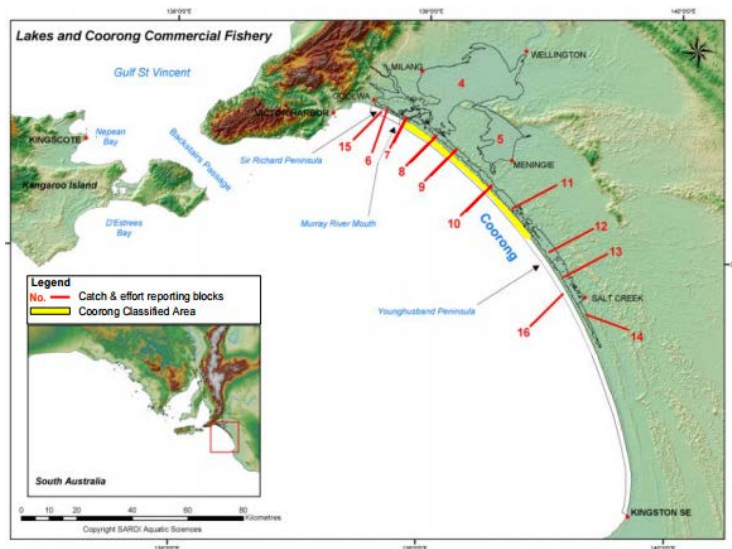 Lakes and Coorong Commercial Fishery
Gulf St Vincent
MILANG
WELLINGTON
4
VICTOR HARBOR
KINGSCOTE
Nepean
Bay
Backstairs Passage
Sir Richard Peninsula
15
6
7
8
9
10
5
MENINGIE
11
12
13
Kangaroo Island
D'Estrees
Bay
Murray River Mouth
Coorong
Younghusband Peninsula
16
SALT CREEK
14
Legend
No. Catch & effort reporting blocks
Coorong Classified Area
South Australia
0 10 20 40 60 80
Kilometres
Copyright SARDI Aquatic Sciences
KINGSTON SE